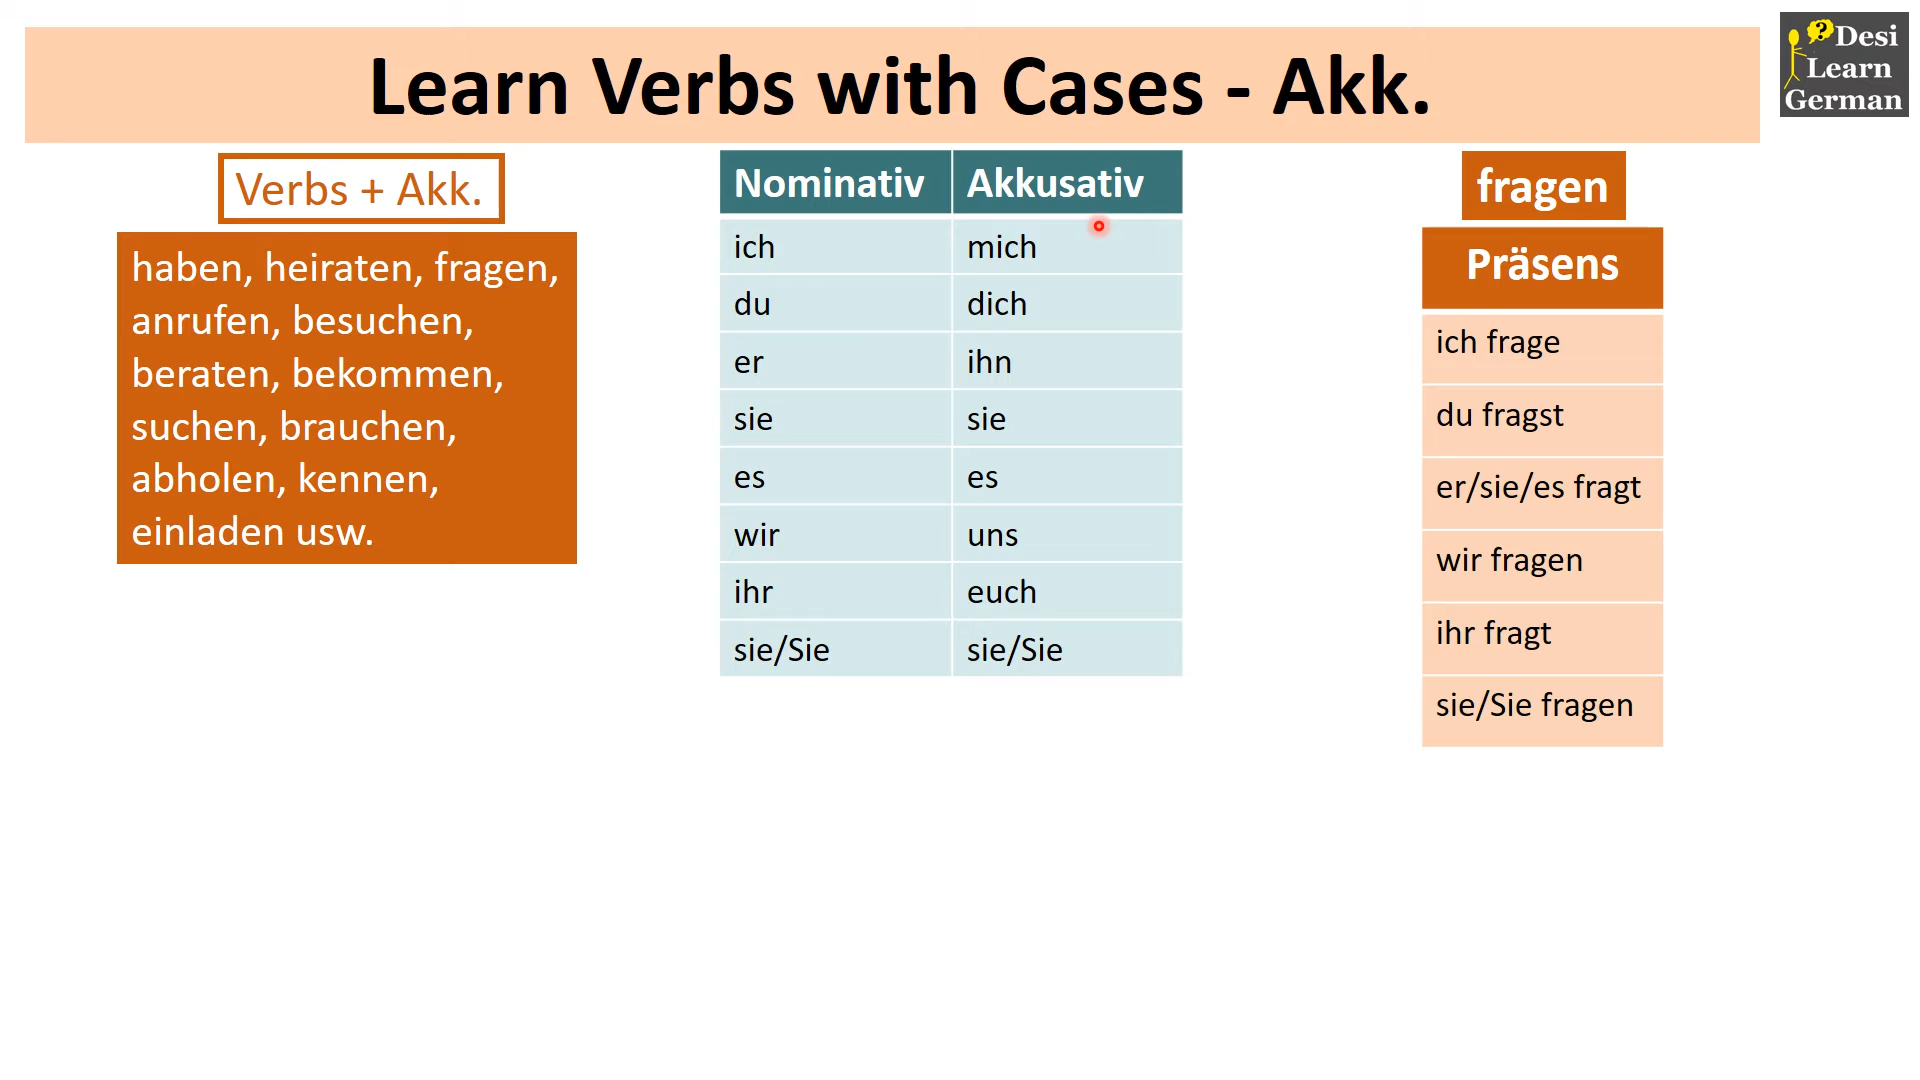 Learn Verbs with Cases - Akk.
? Desi
Learn
German
Verbs + Akk.
haben, heiraten, fragen,
anrufen, besuchen,
beraten, bekommen,
suchen, brauchen,
abholen, kennen,
einladen usw.
Nominativ Akkusativ
ich mich
du dich
er ihn
sie sie
es es
wir uns
ihr euch
sie/Sie sie/Sie
fragen
Präsens
ich frage
du fragst
er/sie/es fragt
wir fragen
ihr fragt
sie/Sie fragen